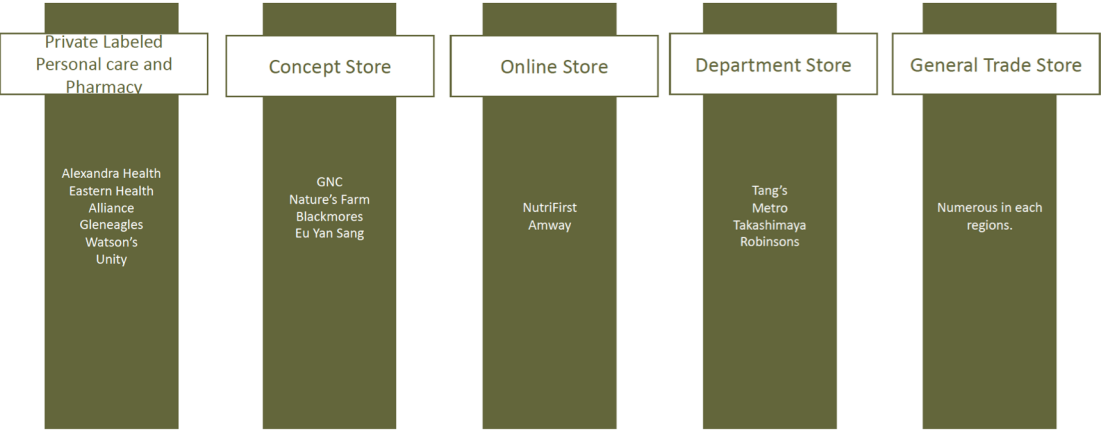 Private Labeled
Personal care and
Pharmacy
Concept Store
Online Store
Department Store
General Trade Store
Alexandra Health
Eastern Health
Alliance
Gleneagles
Watson's
Unity
GNC
Nature's Farm
Blackmores
Eu Yan Sang
NutriFirst
Amway
Tang's
Metro
Takashimaya
Robinsons
Numerous in each
regions.